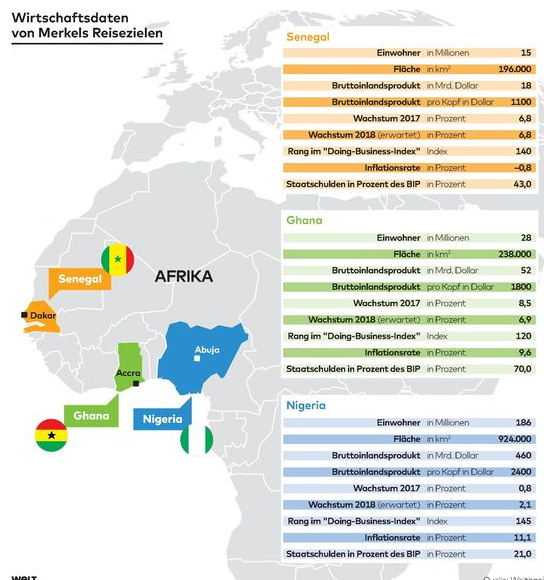 Wirtschaftsdaten
von Merkels Reisezielen
Senegal
Einwohner in Millionen 15
Fläche in km² 196.000
Bruttoinlandsprodukt in Mrd. Dollar 18
Bruttoinlandsprodukt pro Kopf in Dollar 1100
Wachstum 2017 in Prozent 6,8
Wachstum 2018 (erwartet) in Prozent 6,8
Rang im "Doing-Business-Index" Index 140
Inflationsrate in Prozent –0,8
Staatschulden in Prozent des BIP in Prozent 43,0
Ghana
Einwohner in Millionen 28
Fläche in km² 238.000
Bruttoinlandsprodukt in Mrd. Dollar 52
Bruttoinlandsprodukt pro Kopf in Dollar 1800
Wachstum 2017 in Prozent 8,5
Wachstum 2018 (erwartet) in Prozent 6,9
Rang im "Doing-Business-Index" Index 120
Inflationsrate in Prozent 9,6
Staatschulden in Prozent des BIP in Prozent 70,0
Nigeria
Einwohner in Millionen 186
Fläche in km² 924.000
Bruttoinlandsprodukt in Mrd. Dollar 460
Bruttoinlandsprodukt pro Kopf in Dollar 2400
Wachstum 2017 in Prozent 0,8
Wachstum 2018 (erwartet) in Prozent 2,1
Rang im "Doing-Business-Index" Index 145
Inflationsrate in Prozent 11,1
Staatschulden in Prozent des BIP in Prozent 21,0
AFRIKA
Senegal
Dakar
Abuja
Accra
Ghana
Nigeria